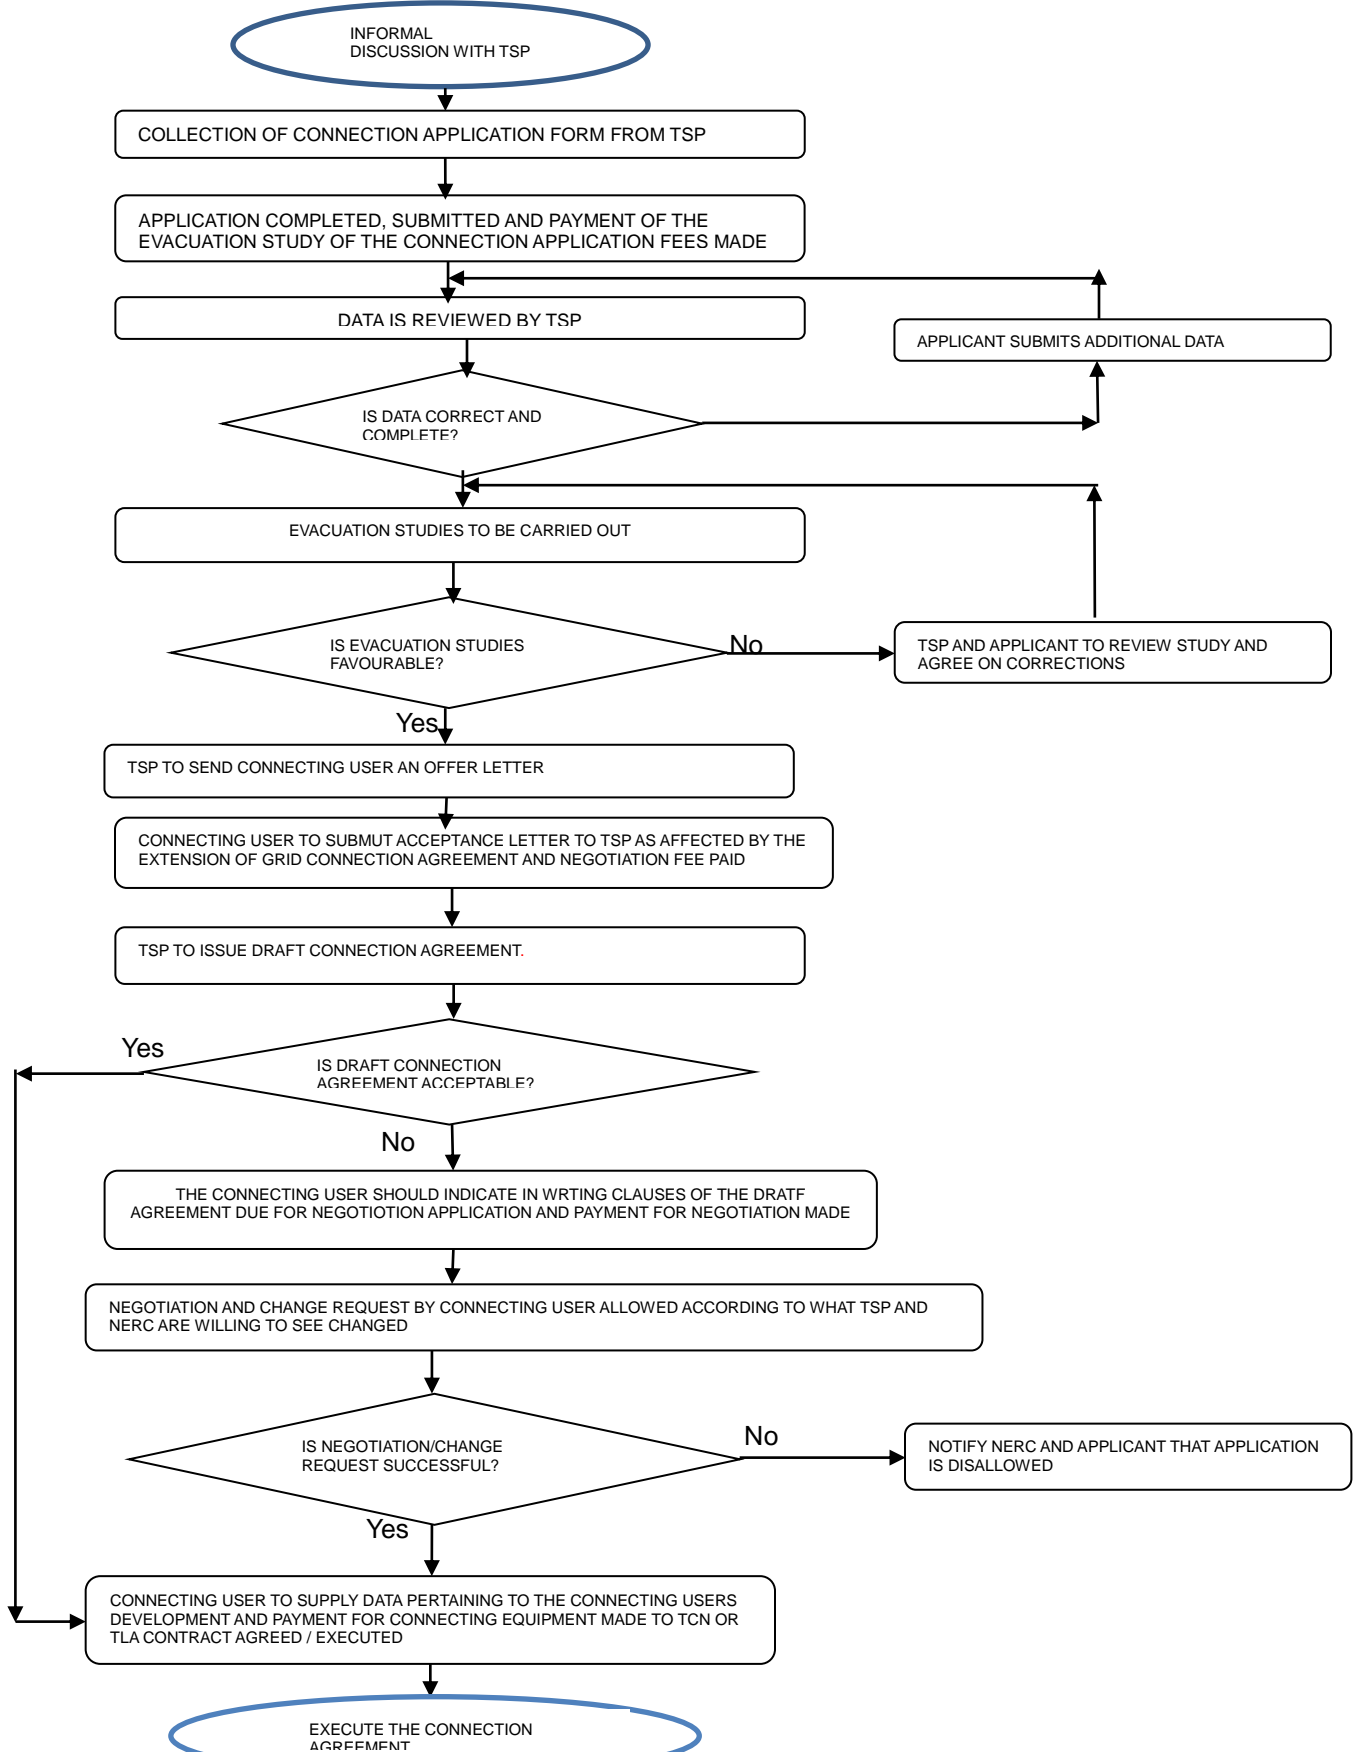 INFORMAL
DISCUSSION WITH TSP
COLLECTION OF CONNECTION APPLICATION FORM FROM TSP
APPLICATION COMPLETED, SUBMITTED AND PAYMENT OF THE
EVACUATION STUDY OF THE CONNECTION APPLICATION FEES MADE
DATA IS REVIEWED BY TSP
APPLICANT SUBMITS ADDITIONAL DATA
IS DATA CORRECT AND
COMPLETE?
EVACUATION STUDIES TO BE CARRIED OUT
IS EVACUATION STUDIES
FAVOURABLE?
No
TSP AND APPLICANT TO REVIEW STUDY AND
AGREE ON CORRECTIONS
Yes
TSP TO SEND CONNECTING USER AN OFFER LETTER
CONNECTING USER TO SUBMUT ACCEPTANCE LETTER TO TSP AS AFFECTED BY THE
EXTENSION OF GRID CONNECTION AGREEMENT AND NEGOTIATION FEE PAID
TSP TO ISSUE DRAFT CONNECTION AGREEMENT.
Yes
IS DRAFT CONNECTION
AGREEMENT ACCEPTABLE?
No
THE CONNECTING USER SHOULD INDICATE IN WRTING CLAUSES OF THE DRATF
AGREEMENT DUE FOR NEGOTIOTION APPLICATION AND PAYMENT FOR NEGOTIATION MADE
NEGOTIATION AND CHANGE REQUEST BY CONNECTING USER ALLOWED ACCORDING TO WHAT TSP AND
NERC ARE WILLING TO SEE CHANGED
IS NEGOTIATION/CHANGE
REQUEST SUCCESSFUL?
No
NOTIFY NERC AND APPLICANT THAT APPLICATION
IS DISALLOWED
Yes
CONNECTING USER TO SUPPLY DATA PERTAINING TO THE CONNECTING USERS
DEVELOPMENT AND PAYMENT FOR CONNECTING EQUIPMENT MADE TO TCN OR
TLA CONTRACT AGREED / EXECUTED
EXECUTE THE CONNECTION
AGREEMENT